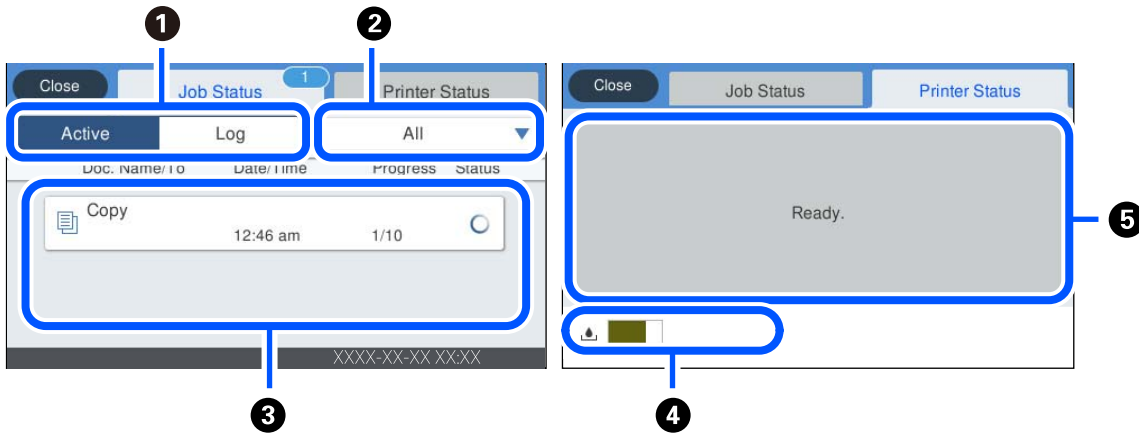 1 2
Close Job Status 1 Printer Status
Active Log All
Doc. Name/To Date/Time Progress Status
Copy
12:46 am 1/10
XXXX-XX-XX XX:XX
3
Close Job Status Printer Status
Ready.
5
4